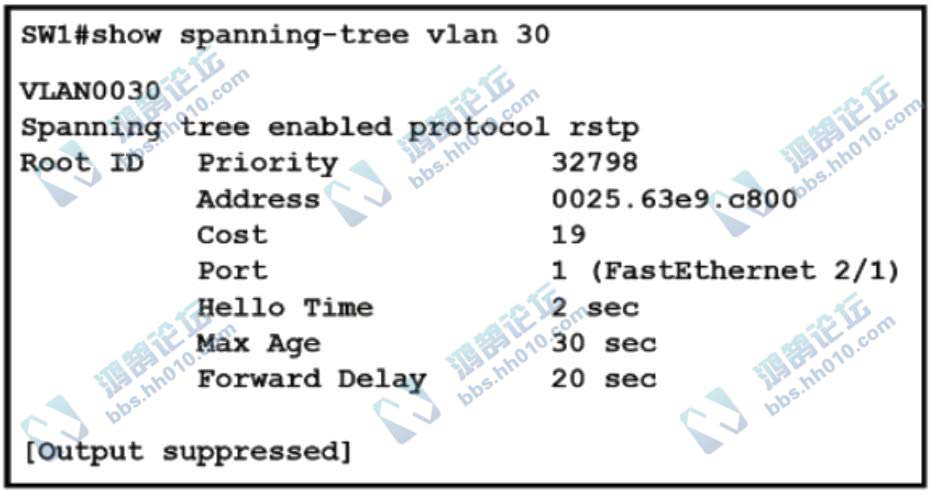 SW1#show spanning-tree vlan 30
VLAN0030
Spanning tree enabled protocol rstp
Root ID Priority 32798
Address 0025.63e9.c800
Cost 19
Port 1 (FastEthernet 2/1)
Hello Time 2 sec
Max Age 30 sec
Forward Delay 20 sec
[Output suppressed]
鸿鹄论坛
bbs.hh010.com
鸿鹄论坛
bbs.hh010.com
鸿鹄论坛
bbs.hh010.com
鸿鹄论坛
bbs.hh010.com
鸿鹄论坛
bbs.hh010.com
鸿鹄论坛
bbs.hh010.com